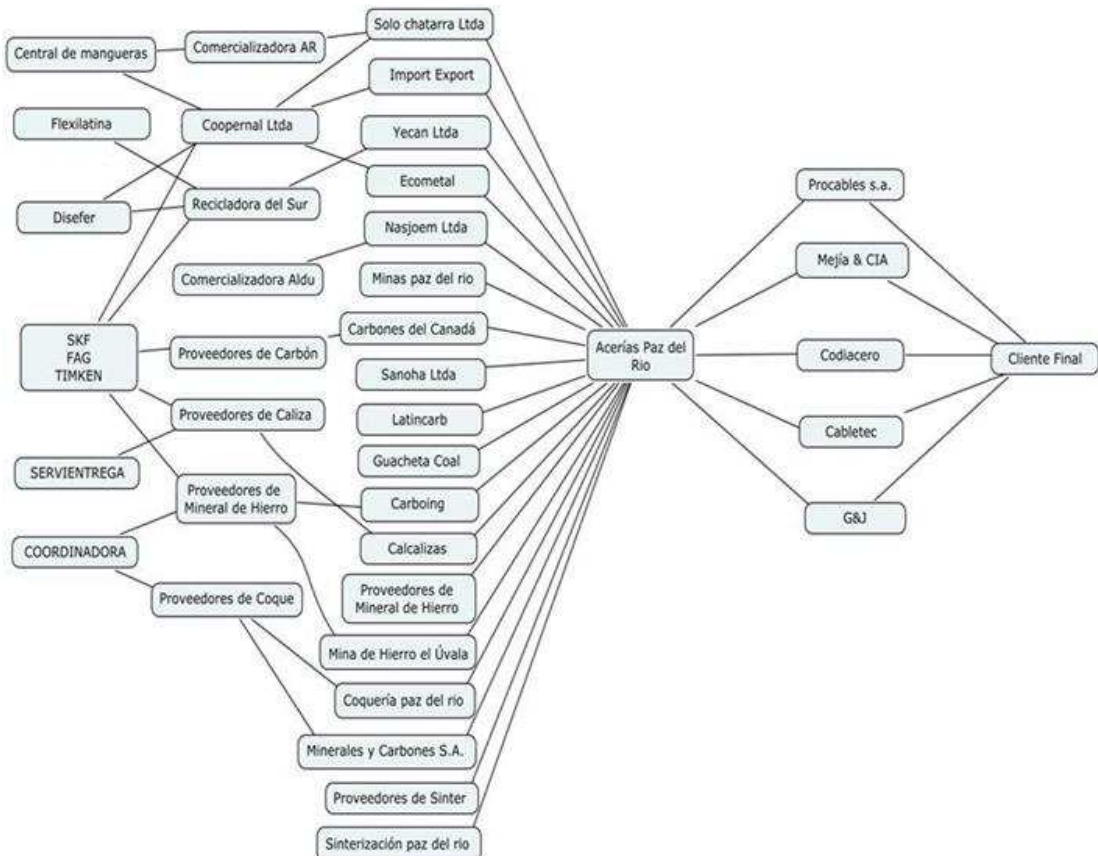 Solo chatarra Ltda
Central de mangueras
Comercializadora AR
Import Export
Flexilatina
Coopernal Ltda
Yecan Ltda
Ecometal
Procables s.a.
Disefer
Recicladora del Sur
Nasjoem Ltda
Mejía & CIA
Comercializadora Aldu
Minas paz del rio
SKF
FAG
TIMKEN
Proveedores de Carbón
Carbones del Canadá
Acerías Paz del
Rio
Codiacero
Cliente Final
Sanoha Ltda
Proveedores de Caliza
Latincarb
Cabletec
SERVIENTREGA
Guacheta Coal
Proveedores de
Mineral de Hierro
Carboing
G&J
COORDINADORA
Calcalizas
Proveedores de Coque
Proveedores de
Mineral de Hierro
Mina de Hierro el Úvala
Coquería paz del rio
Minerales y Carbones S.A.
Proveedores de Sinter
Sinterización paz del rio